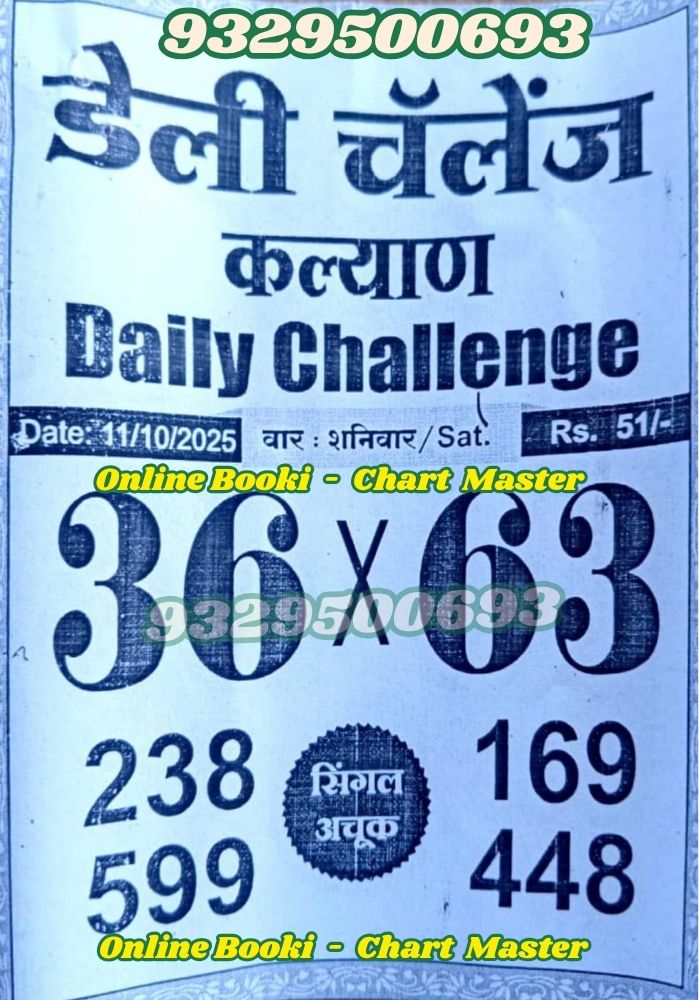 9329500693
डेली चॅलेंज
कल्याण
Daily Challenge
Date: 11/10/2025 वार : शनिवार/Sat. Rs. 51/-
Online Booki - Chart Master
36 X 63
9329500693
238 169
सिंगल
अचूक
599 448
Online Booki - Chart Master